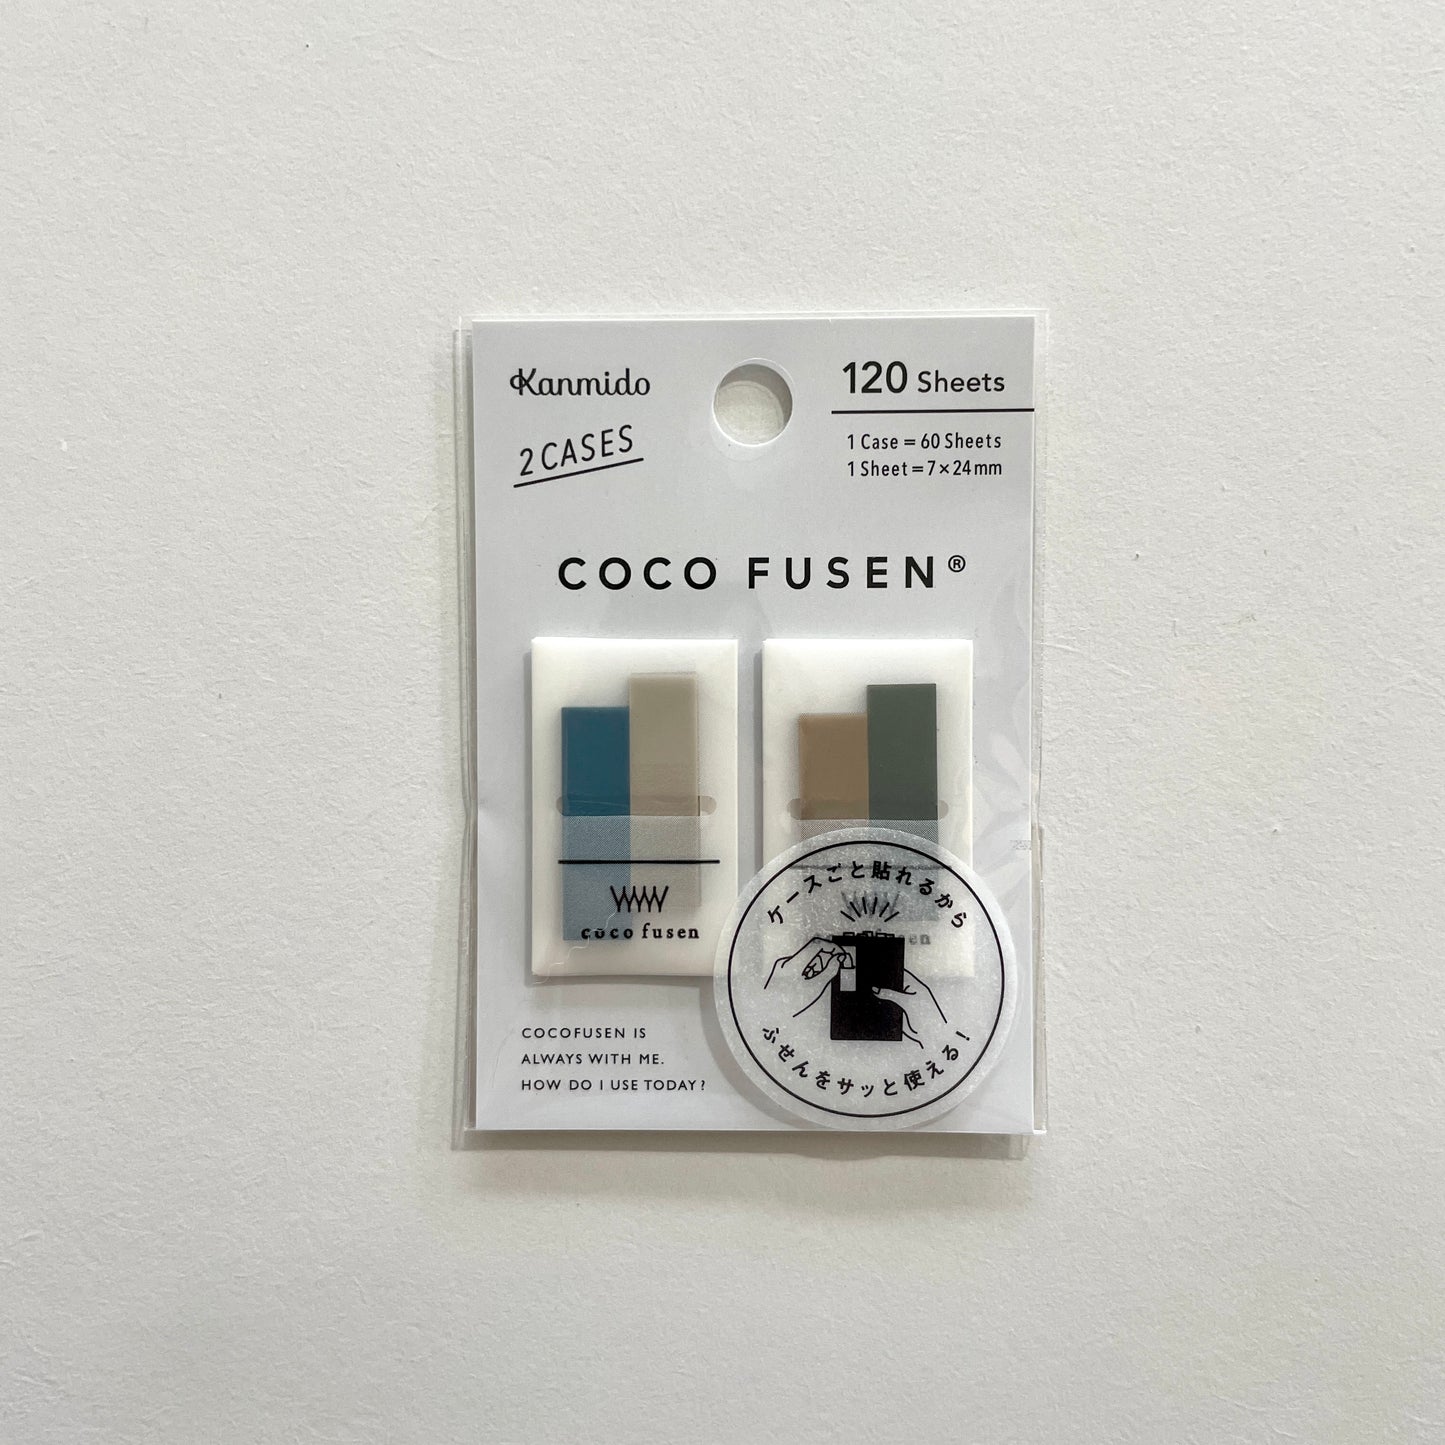 Kanmido
2 CASES
120 Sheets
1 Case = 60 Sheets
1 Sheet = 7 × 24 mm
COCO FUSEN®
coco fusen
en
ケースごと貼れるから
ふせんをサッと使える!
COCOFUSEN IS
ALWAYS WITH ME.
HOW DO I USE TODAY?